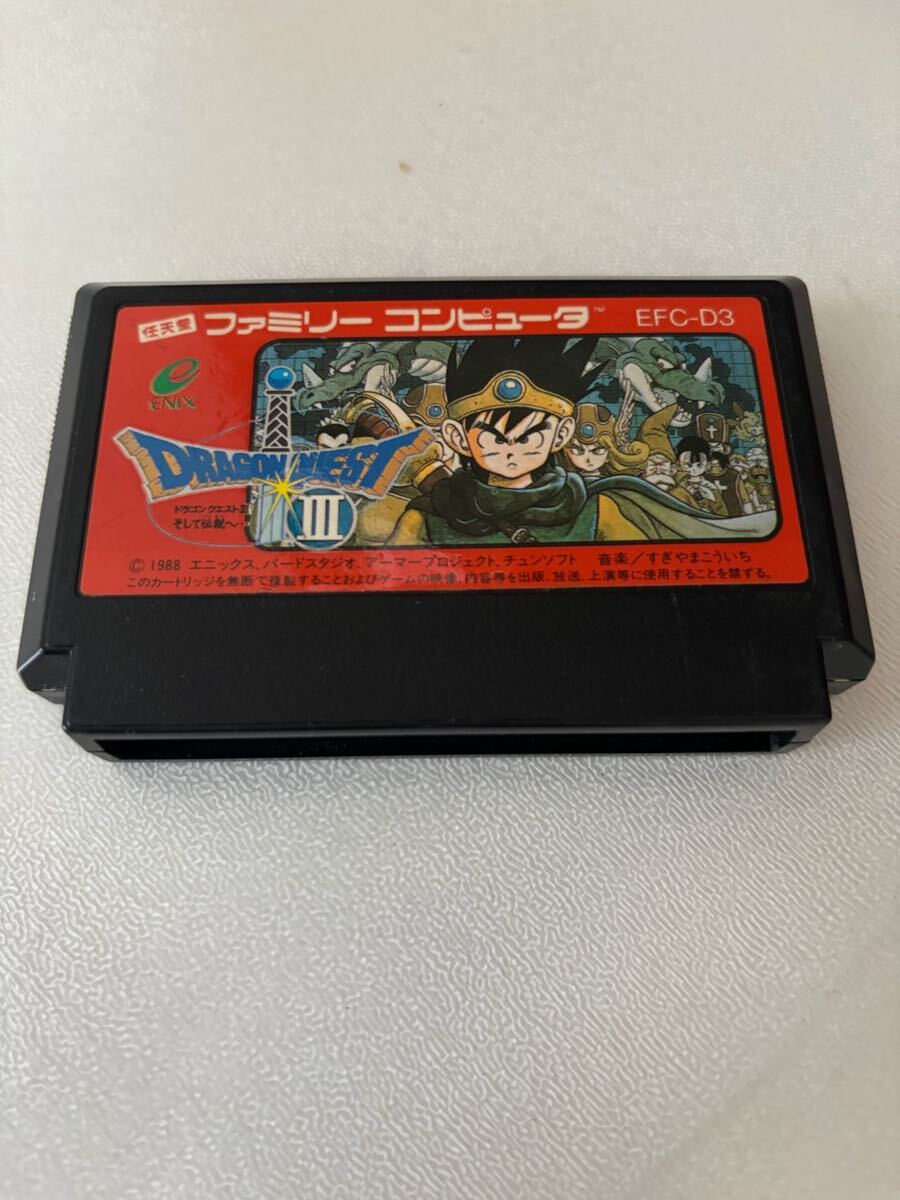 任天堂 ファミリー コンピュータ™ EFC-D3
ENIX
DRAGON QUEST
III
ドラゴンクエストIII
そして伝説へ…
© 1988 エニックス、バードスタジオ、アーマープロジェクト、チュンソフト 音楽／すぎやまこういち
このカートリッジを無断で複製することおよびゲームの映像、内容等を出版、放送、上演等に使用することを禁ずる。